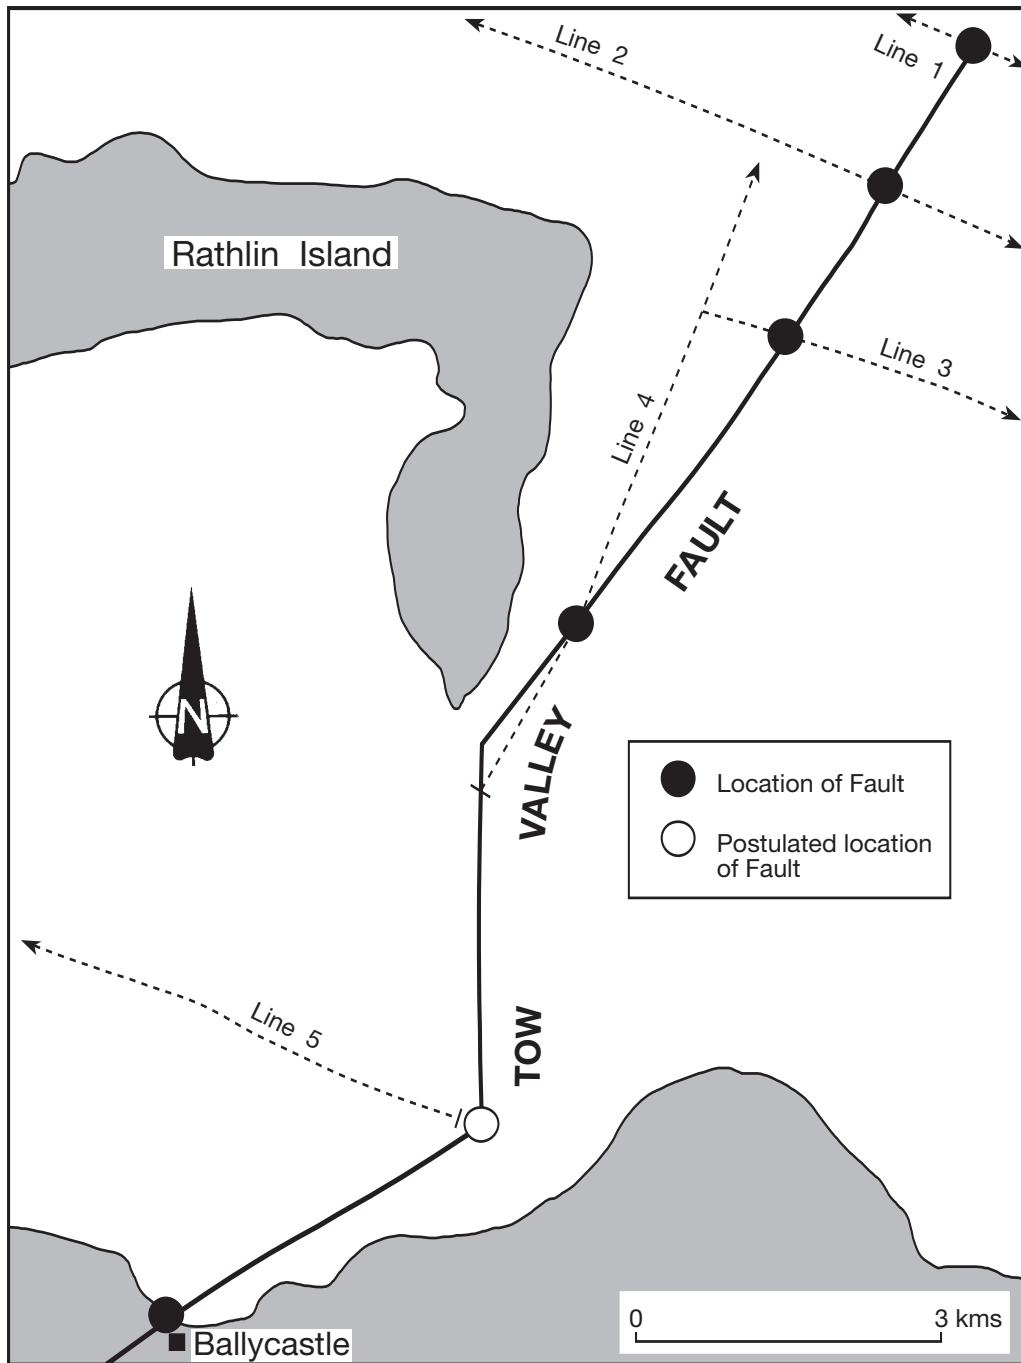 Line 2
Line 1
Rathlin Island
Line 3
Line 4
FAULT
N
VALLEY
Location of Fault
Postulated location
of Fault
Line 5
TOW
0 3 kms
Ballycastle